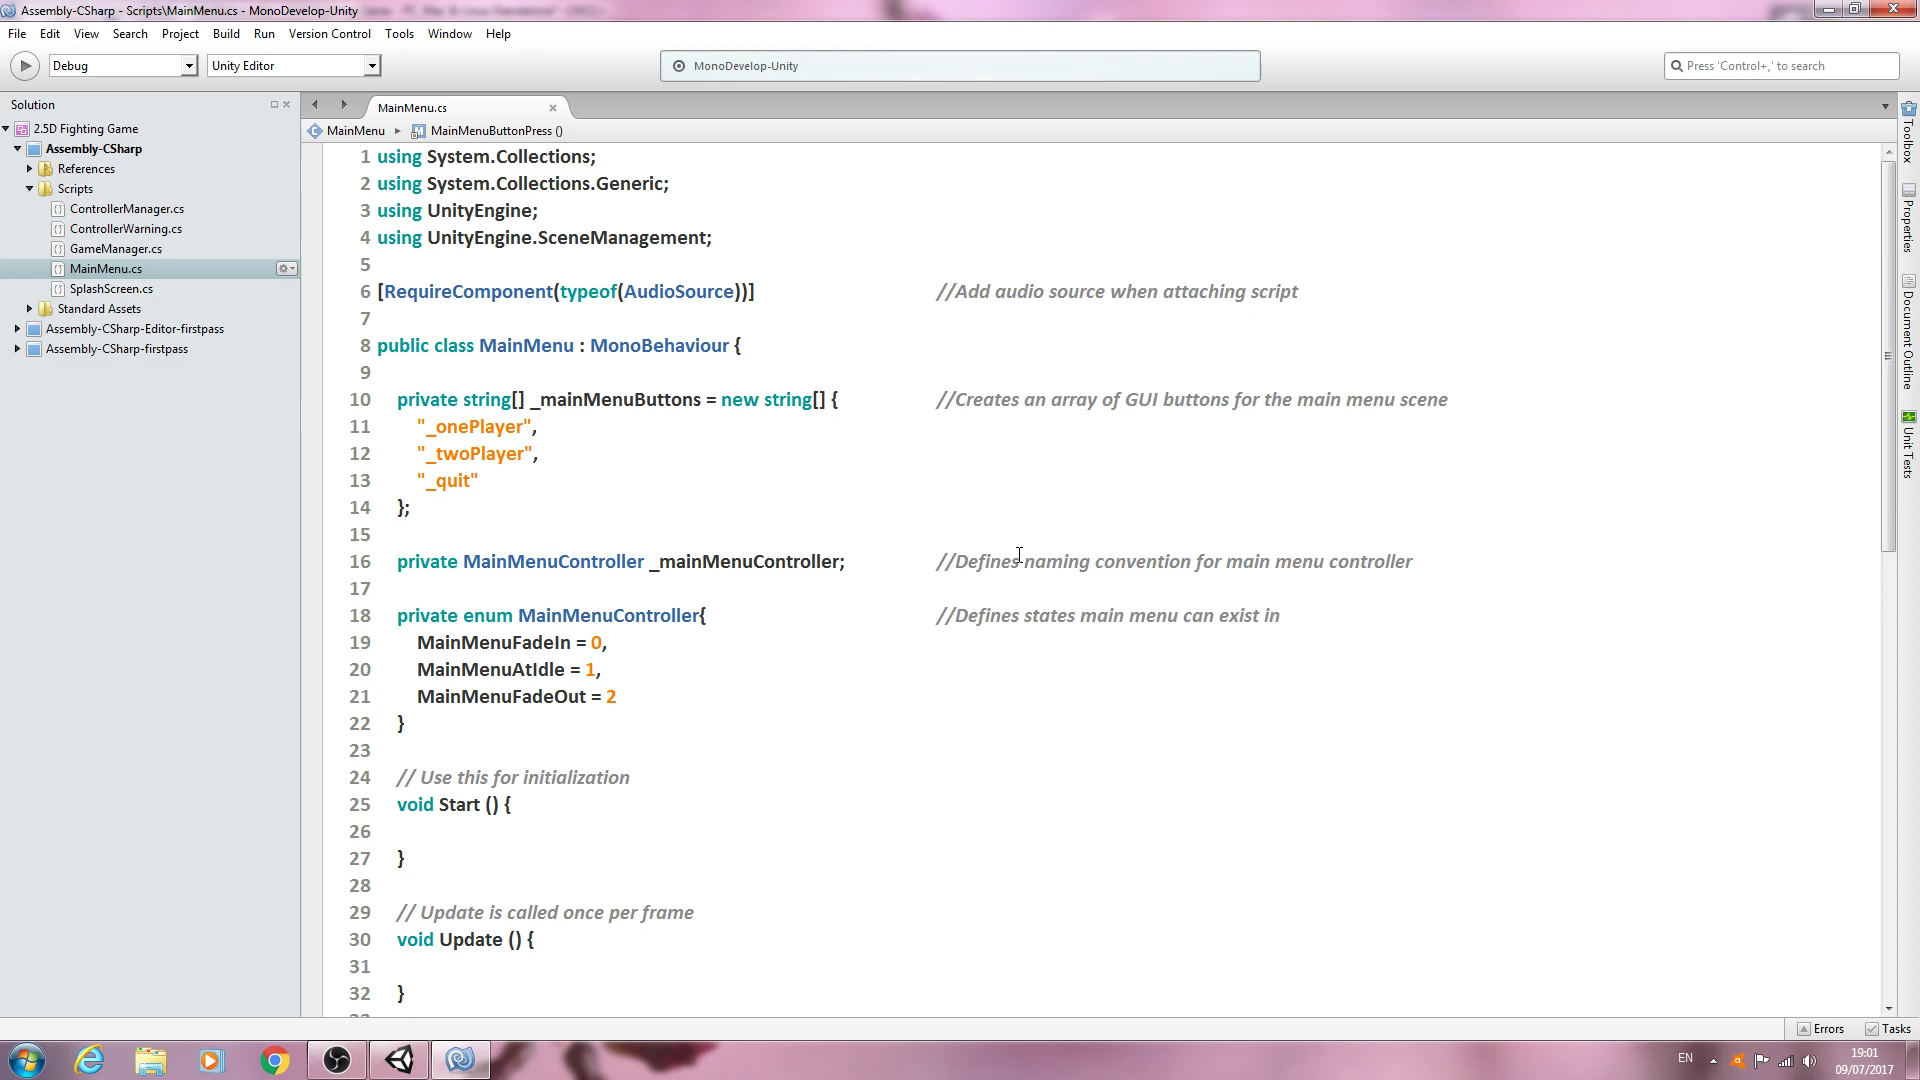 Assembly-CSharp - Scripts\MainMenu.cs - MonoDevelop-Unity
File Edit View Search Project Build Run Version Control Tools Window Help
Debug
Unity Editor
MonoDevelop-Unity
Press 'Control+,' to search
Solution
2.5D Fighting Game
Assembly-CSharp
References
Scripts
ControllerManager.cs
ControllerWarning.cs
GameManager.cs
MainMenu.cs
SplashScreen.cs
Standard Assets
Assembly-CSharp-Editor-firstpass
Assembly-CSharp-firstpass
MainMenu.cs
MainMenu MainMenuButtonPress ()
1 using System.Collections;
2 using System.Collections.Generic;
3 using UnityEngine;
4 using UnityEngine.SceneManagement;
5
6 [RequireComponent(typeof(AudioSource))] //Add audio source when attaching script
7
8 public class MainMenu : MonoBehaviour {
9
10 private string[] _mainMenuButtons = new string[] { //Creates an array of GUI buttons for the main menu scene
11 "_onePlayer",
12 "_twoPlayer",
13 "_quit"
14 };
15
16 private MainMenuController _mainMenuController; //Defines naming convention for main menu controller
17
18 private enum MainMenuController{ //Defines states main menu can exist in
19 MainMenuFadeIn = 0,
20 MainMenuAtIdle = 1,
21 MainMenuFadeOut = 2
22 }
23
24 // Use this for initialization
25 void Start () {
26
27 }
28
29 // Update is called once per frame
30 void Update () {
31
32 }
Toolbox
Properties
Document Outline
Unit Tests
Errors
Tasks
EN
19:01
09/07/2017